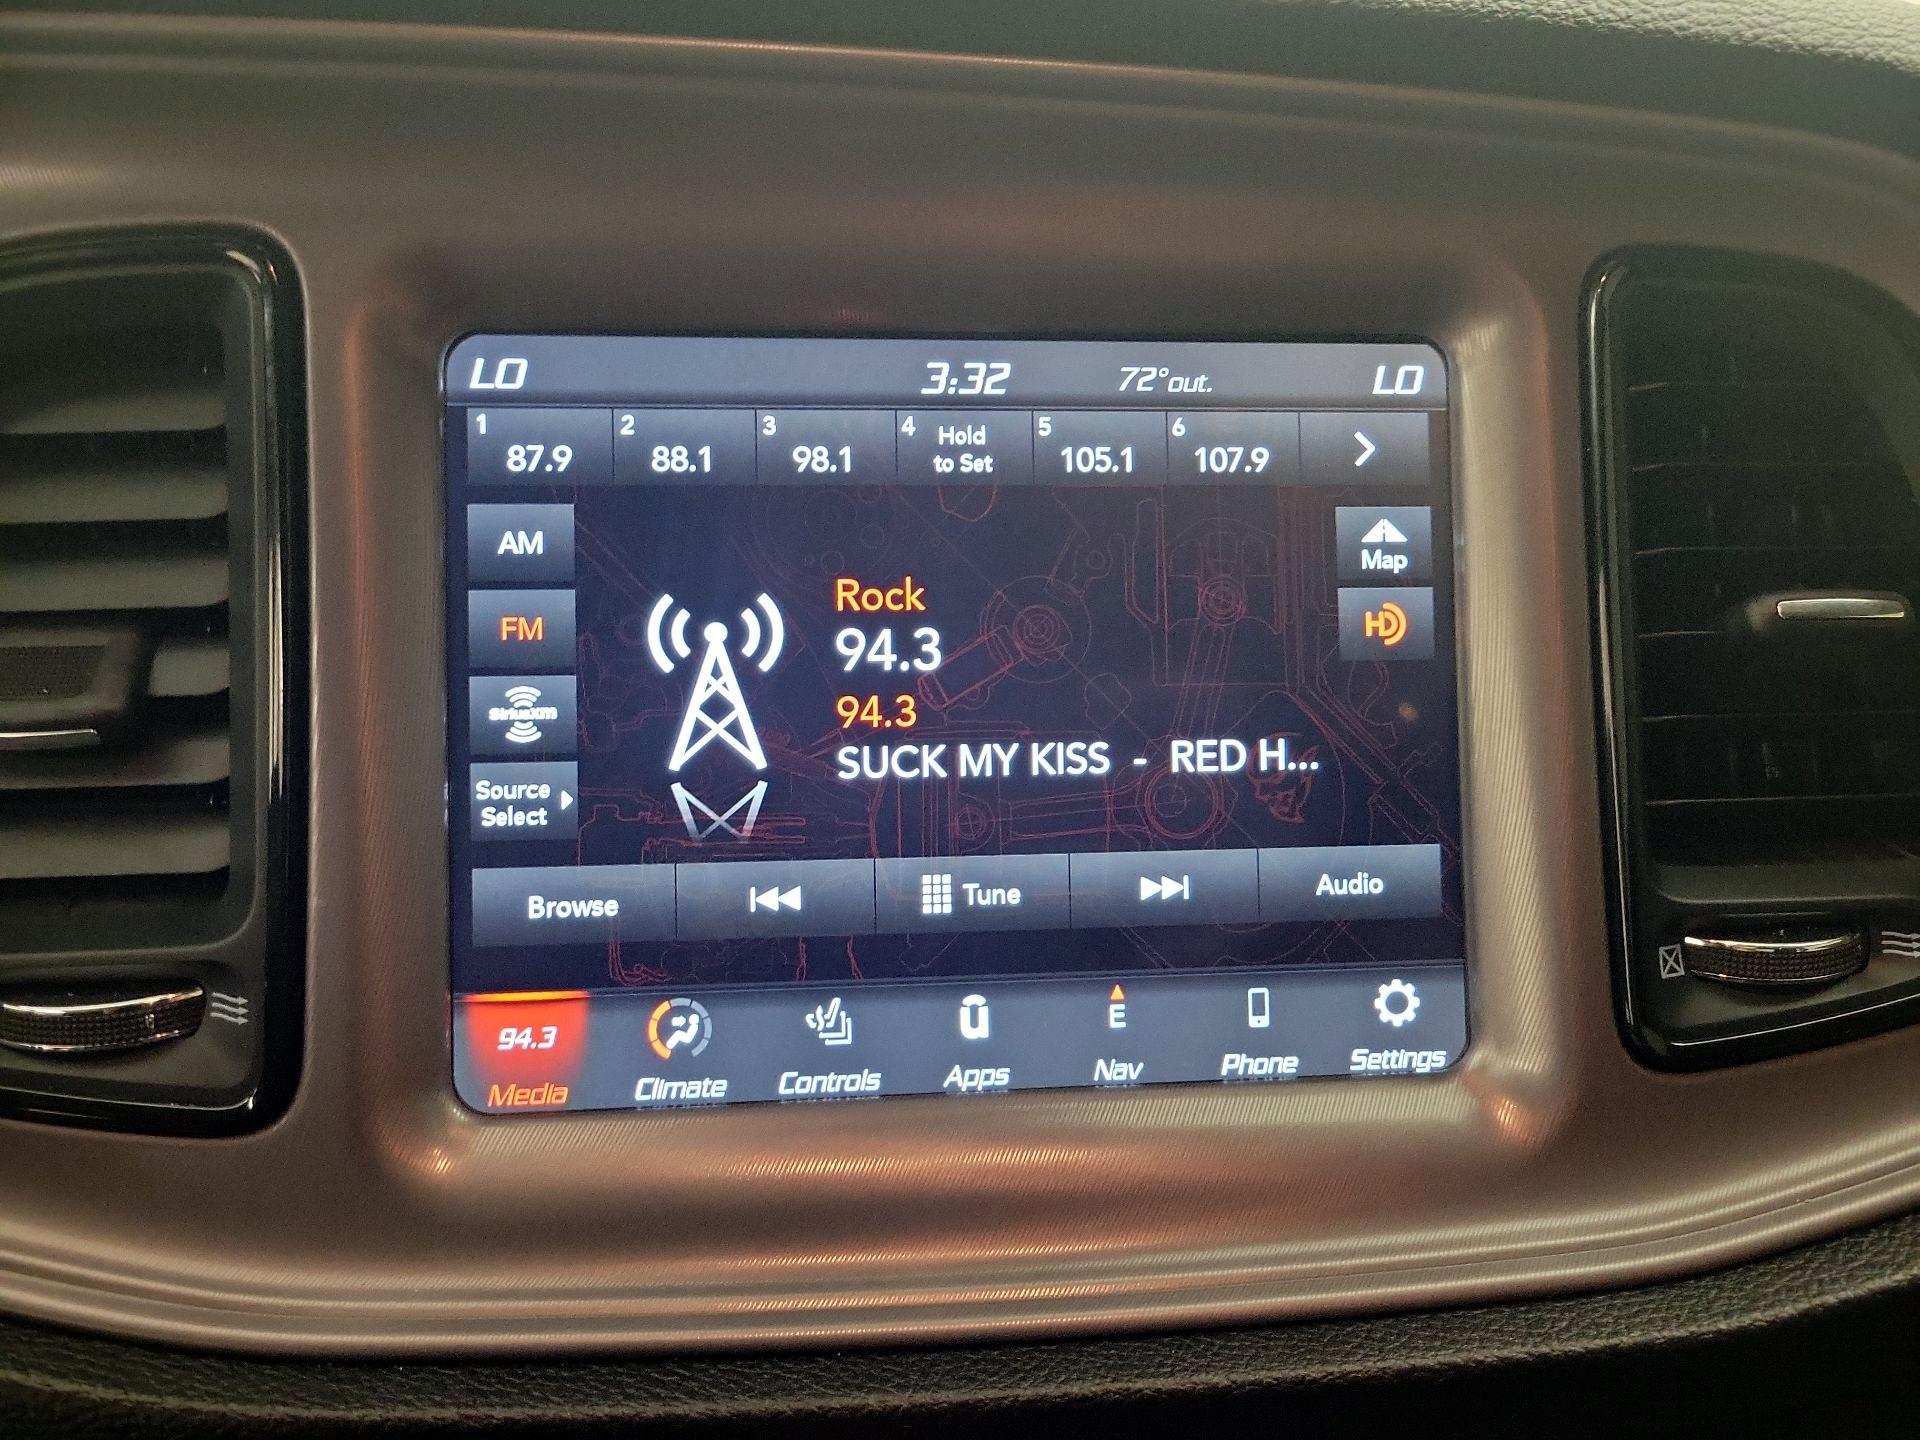 LO 3:32 72°out. LO
1 87.9 2 88.1 3 98.1 4 Hold to Set 5 105.1 6 107.9
AM
Map
FM
HD
SiriusXM
Source
Select
Rock
94.3
94.3
SUCK MY KISS - RED H...
Browse Tune Audio
94.3 E
Media Climate Controls Apps Nav Phone Settings